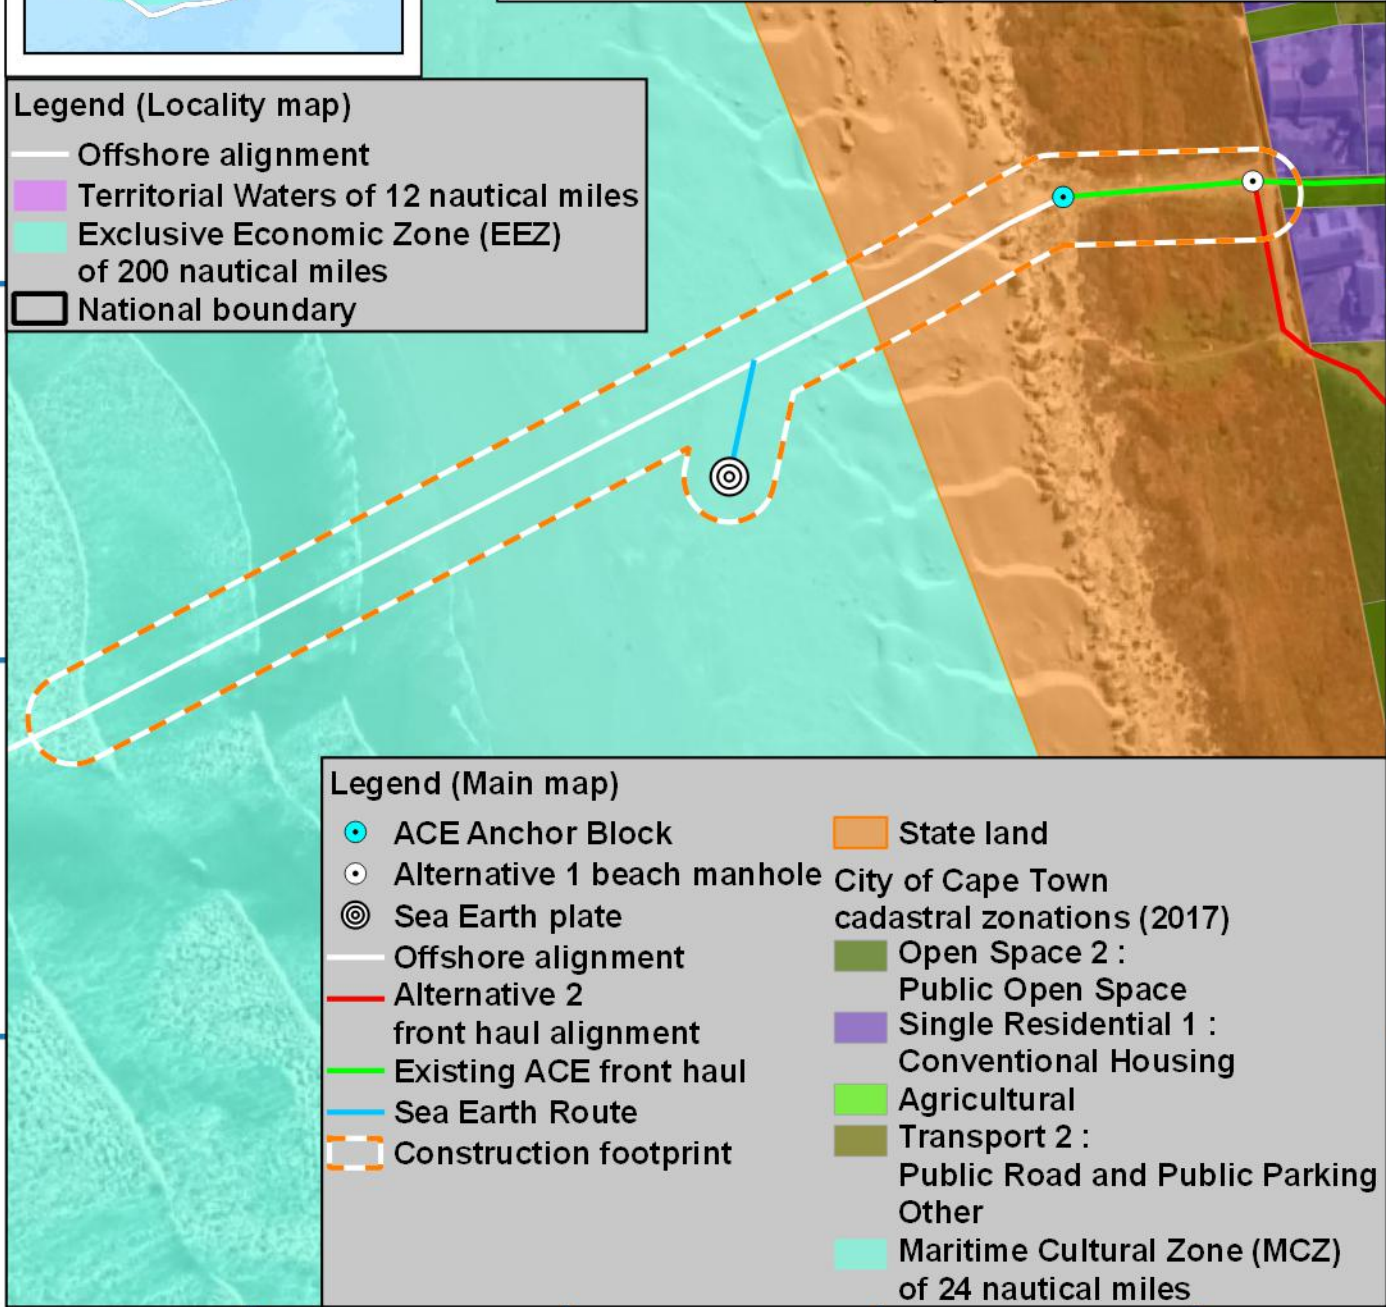 Legend (Locality map)
Offshore alignment
Territorial Waters of 12 nautical miles
Exclusive Economic Zone (EEZ)
of 200 nautical miles
National boundary
Legend (Main map)
ACE Anchor Block
Alternative 1 beach manhole
Sea Earth plate
Offshore alignment
Alternative 2
front haul alignment
Existing ACE front haul
Sea Earth Route
Construction footprint
State land
City of Cape Town
cadastral zonations (2017)
Open Space 2 :
Public Open Space
Single Residential 1 :
Conventional Housing
Agricultural
Transport 2 :
Public Road and Public Parking
Other
Maritime Cultural Zone (MCZ)
of 24 nautical miles